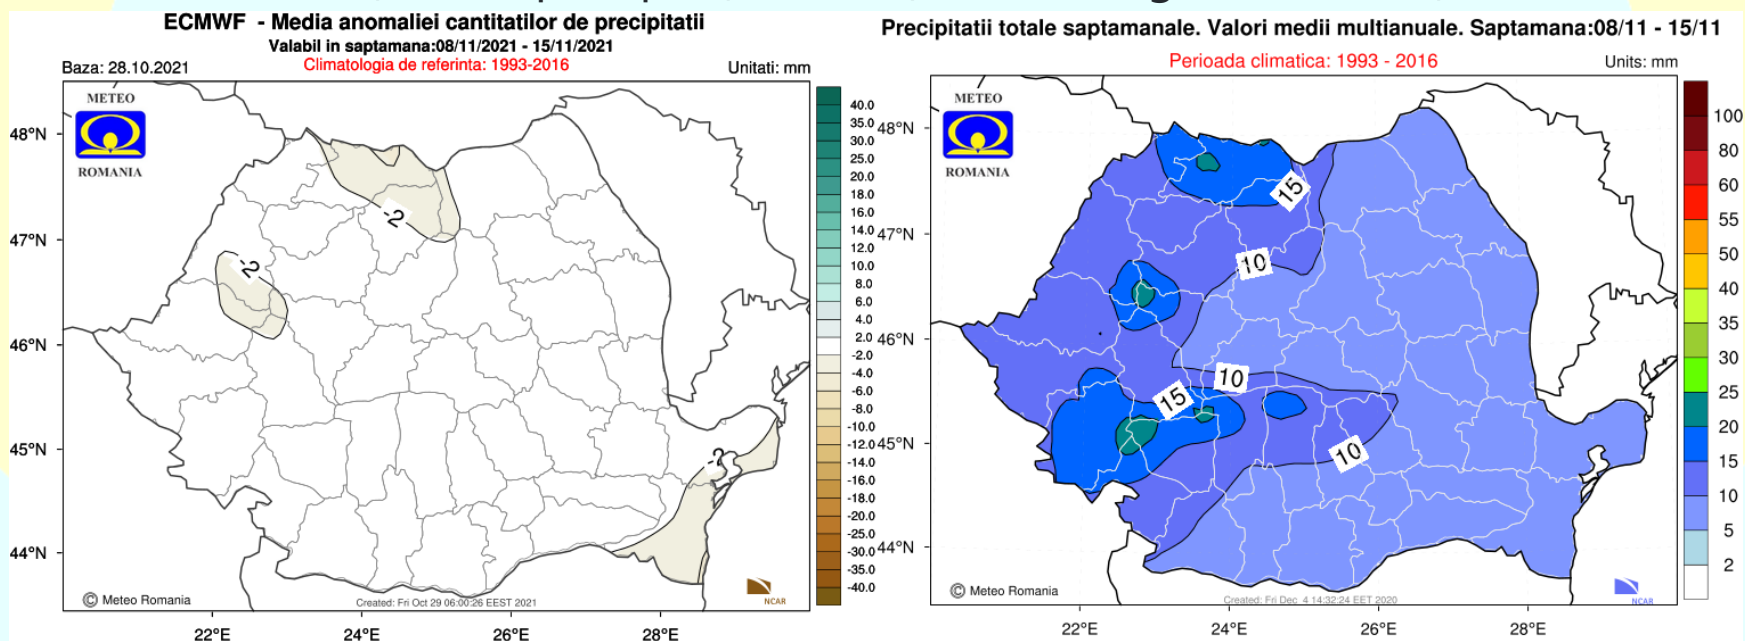 ECMWF - Media anomaliei cantitatilor de precipitatii
Valabil in saptamana:08/11/2021 - 15/11/2021
Baza: 28.10.2021
Climatologia de referinta: 1993-2016
Unitati: mm
METEO
ROMANIA
48°N
47°N
46°N
45°N
44°N
-2
-2
-2
© Meteo Romania
Created: Fri Oct 29 06:00:26 EEST 2021
NCAR
22°E
24°E
26°E
28°E
40.0
35.0
30.0
25.0
20.0
18.0
16.0
14.0
12.0
10.0
8.0
6.0
4.0
2.0
-2.0
-4.0
-6.0
-8.0
-10.0
-12.0
-14.0
-16.0
-18.0
-20.0
-25.0
-30.0
-35.0
-40.0
Precipitatii totale saptamanale. Valori medii multianuale. Saptamana:08/11 - 15/11
Perioada climatica: 1993 - 2016
Units: mm
METEO
ROMANIA
48°N
47°N
46°N
45°N
44°N
15
10
10
15
10
© Meteo Romania
Created: Fri Dec 4 14:32:24 EET 2020
NCAR
22°E
24°E
26°E
28°E
100
80
60
55
50
40
35
30
25
20
15
10
5
2